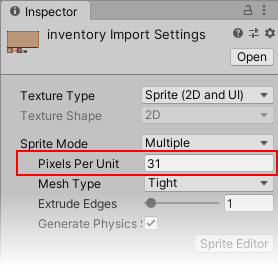 Inspector
inventory Import Settings
Open
Texture Type Sprite (2D and UI)
Texture Shape 2D
Sprite Mode Multiple
Pixels Per Unit 31
Mesh Type Tight
Extrude Edges 1
Generate Physics S
Sprite Editor